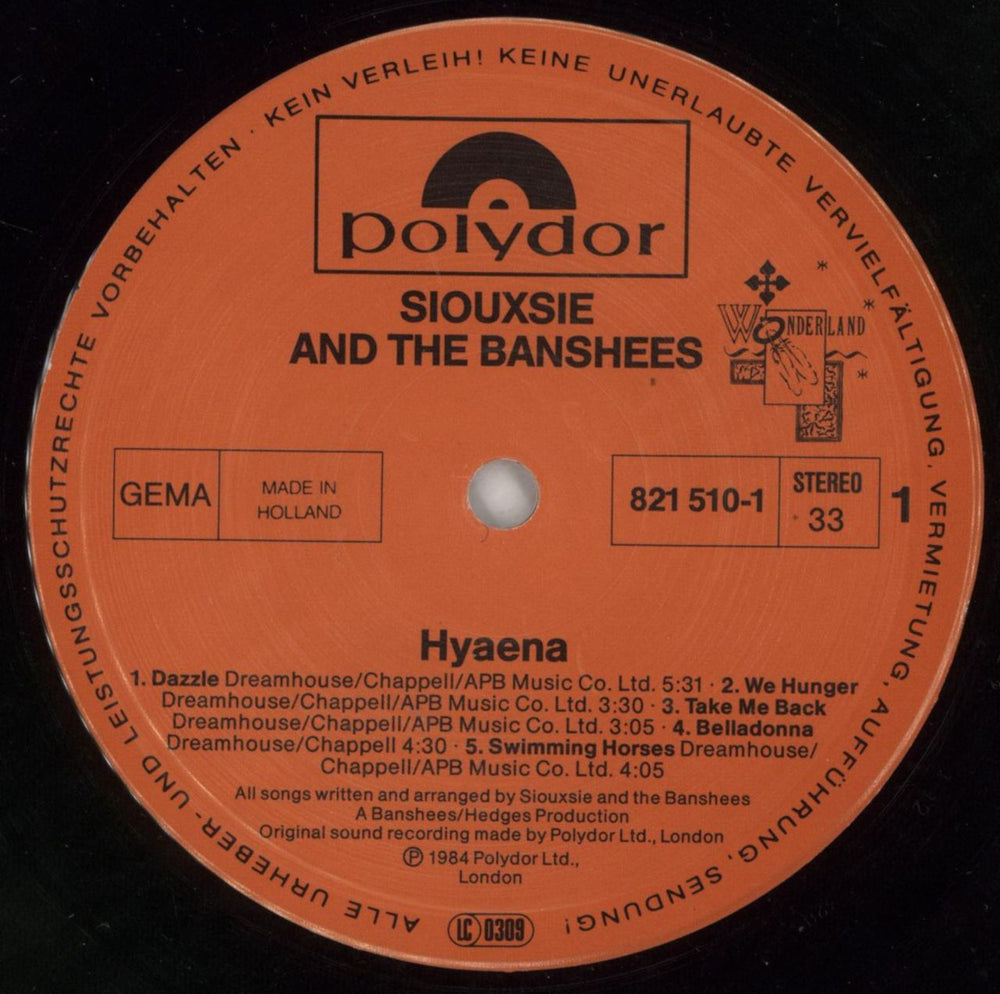 ALLE URHEBER- UND LEISTUNGSSCHUTZRECHTE VORBEHALTEN · KEIN VERLEIH! KEINE UNERLAUBTE VERVIELFÄLTIGUNG, VERMIETUNG, AUFFÜHRUNG, SENDUNG!
polydor
SIOUXSIE
AND THE BANSHEES
WONDERLAND
GEMA
MADE IN
HOLLAND
821 510-1
STEREO
33
1
Hyaena
1. Dazzle Dreamhouse/Chappell/APB Music Co. Ltd. 5:31 · 2. We Hunger
Dreamhouse/Chappell/APB Music Co. Ltd. 3:30 · 3. Take Me Back
Dreamhouse/Chappell/APB Music Co. Ltd. 3:05 · 4. Belladonna
Dreamhouse/Chappell 4:30 · 5. Swimming Horses Dreamhouse/
Chappell/APB Music Co. Ltd. 4:05
All songs written and arranged by Siouxsie and the Banshees
A Banshees/Hedges Production
Original sound recording made by Polydor Ltd., London
℗ 1984 Polydor Ltd.,
London
LC 0309